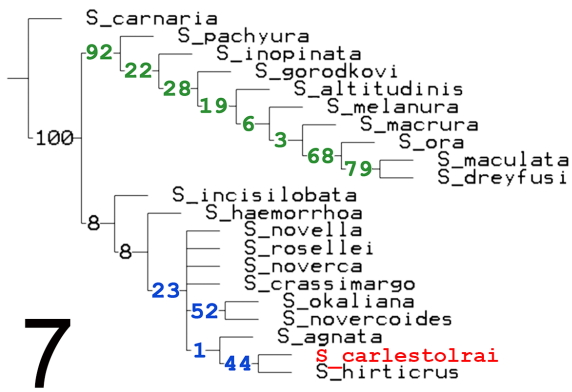 S_carnaria
S_pachyura
92
S_inopinata
22
S_gorodkovi
28
S_altitudinis
19
S_melanura
6
S_macrura
3
S_ora
68
S_maculata
79
S_dreyfusi
100
S_incisilobata
8
S_haemorrhoa
S_novella
8
S_rosellei
S_noverca
S_crassimargo
23
S_okaliana
52
S_novercoides
S_agnata
1
S_carlestolrai
44
S_hirticrus
7